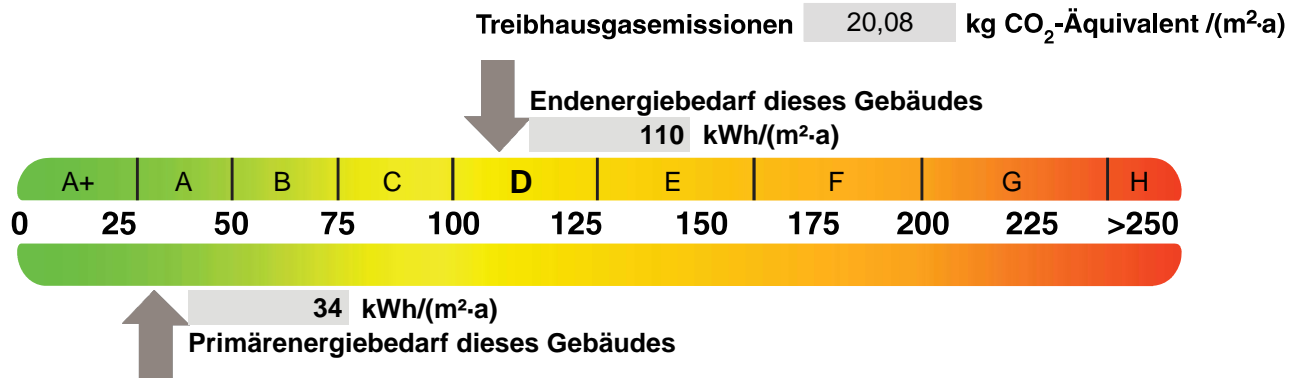 Treibhausgasemissionen 20,08 kg CO₂-Äquivalent /(m²·a)
Endenergiebedarf dieses Gebäudes
110 kWh/(m²·a)
A+ A B C D E F G H
0 25 50 75 100 125 150 175 200 225 >250
34 kWh/(m²·a)
Primärenergiebedarf dieses Gebäudes